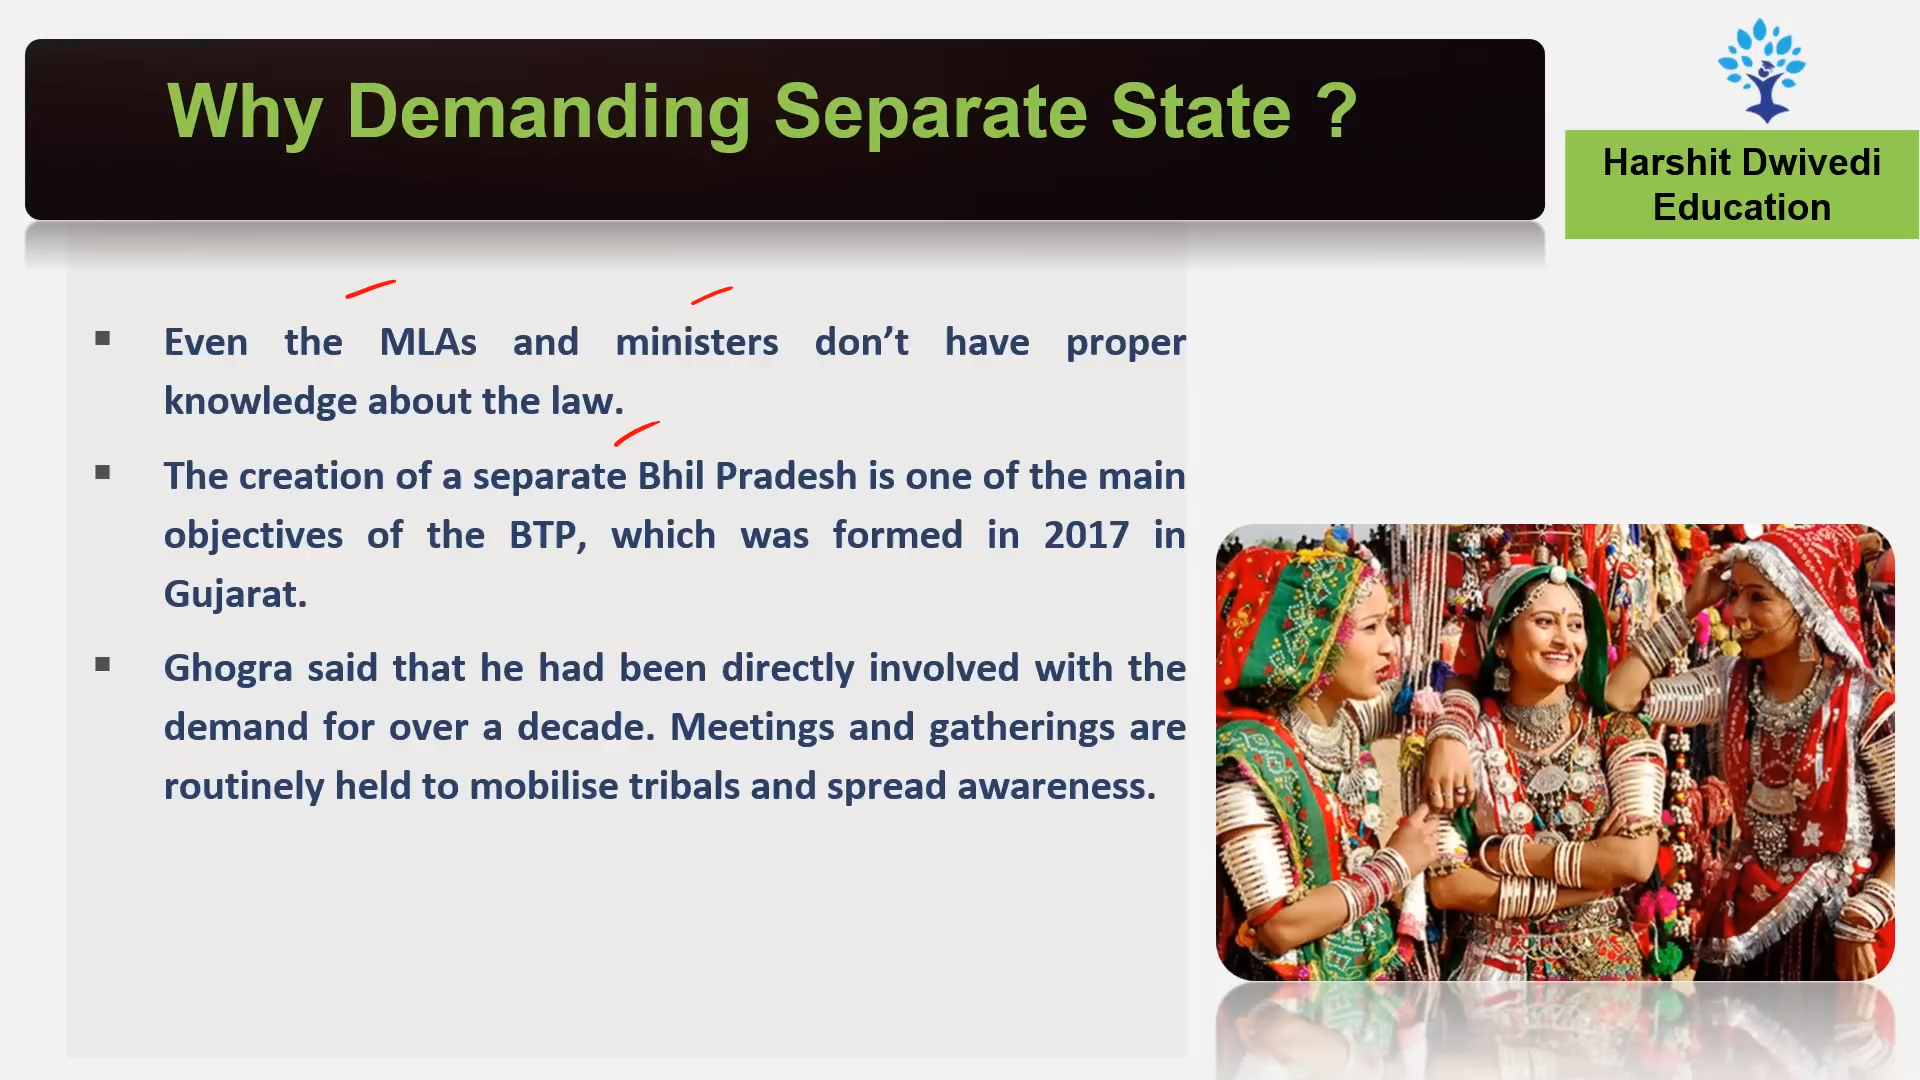 Why Demanding Separate State ?
Harshit Dwivedi
Education
▪ Even the MLAs and ministers don’t have proper
knowledge about the law.
▪ The creation of a separate Bhil Pradesh is one of the main
objectives of the BTP, which was formed in 2017 in
Gujarat.
▪ Ghogra said that he had been directly involved with the
demand for over a decade. Meetings and gatherings are
routinely held to mobilise tribals and spread awareness.